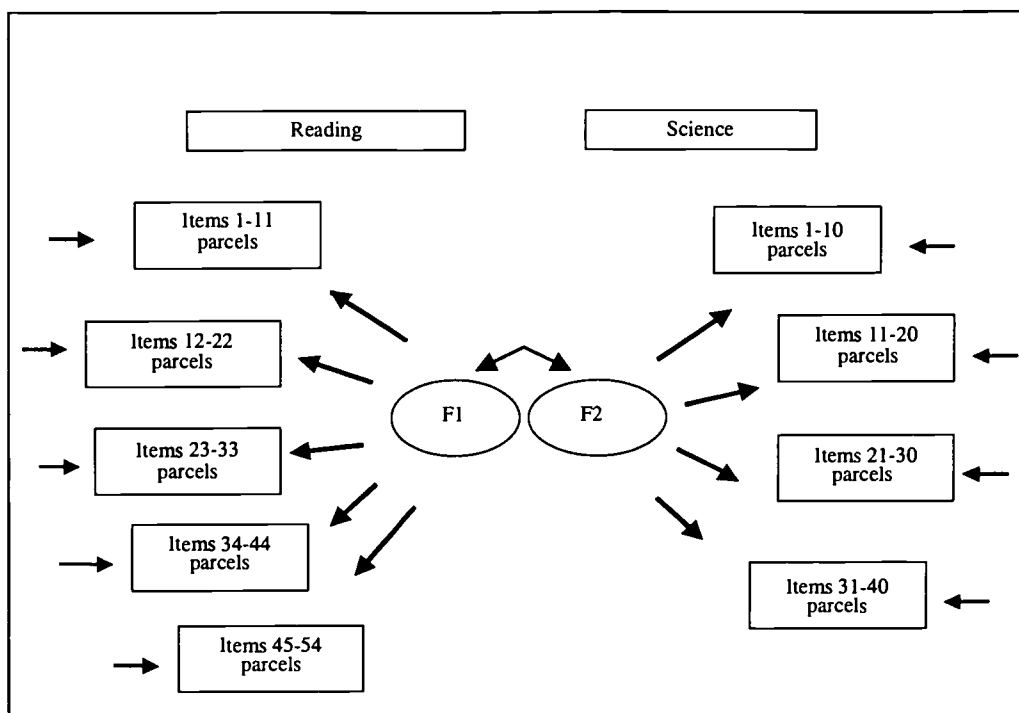 Reading
Science
Items 1-11
parcels
Items 12-22
parcels
Items 23-33
parcels
Items 34-44
parcels
Items 45-54
parcels
F1
F2
Items 1-10
parcels
Items 11-20
parcels
Items 21-30
parcels
Items 31-40
parcels